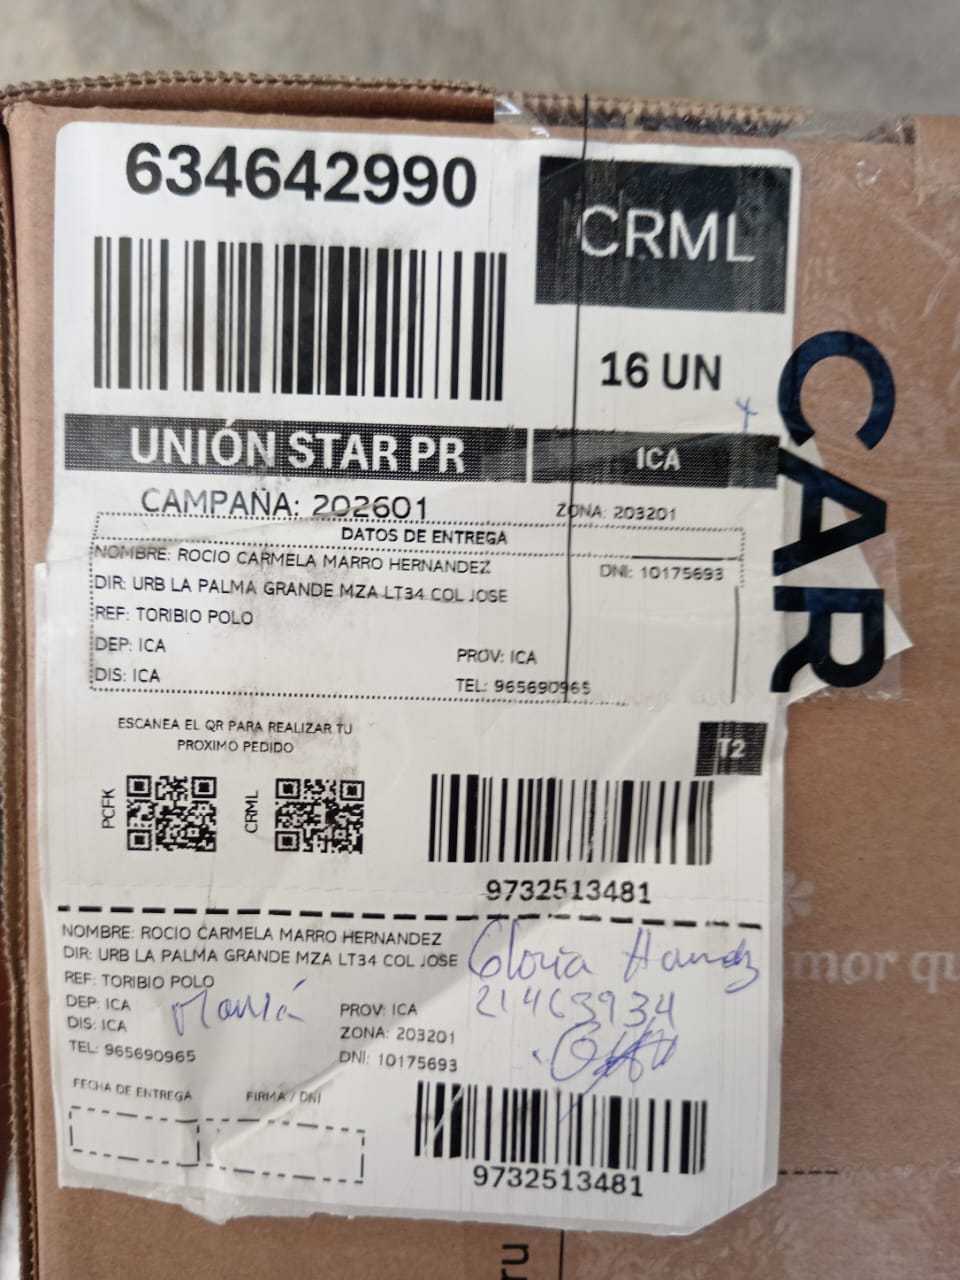 634642990
CRML
16 UN
CAR
UNIÓN STAR PR
ICA
CAMPAÑA: 202601
ZONA: 203201
DATOS DE ENTREGA
NOMBRE: ROCIO CARMELA MARRO HERNANDEZ
DNI: 10175693
DIR: URB LA PALMA GRANDE MZA LT34 COL JOSE
REF: TORIBIO POLO
DEP: ICA
PROV: ICA
DIS: ICA
TEL: 965690965
ESCANEA EL QR PARA REALIZAR TU
PROXIMO PEDIDO
T2
PCFK
CRML
9732513481
NOMBRE: ROCIO CARMELA MARRO HERNANDEZ
DIR: URB LA PALMA GRANDE MZA LT34 COL JOSE
REF: TORIBIO POLO
DEP: ICA
PROV: ICA
DIS: ICA
ZONA: 203201
TEL: 965690965
DNI: 10175693
Gloria
21463934
FECHA DE ENTREGA
FIRMA / DNI
9732513481
mor qu
ru